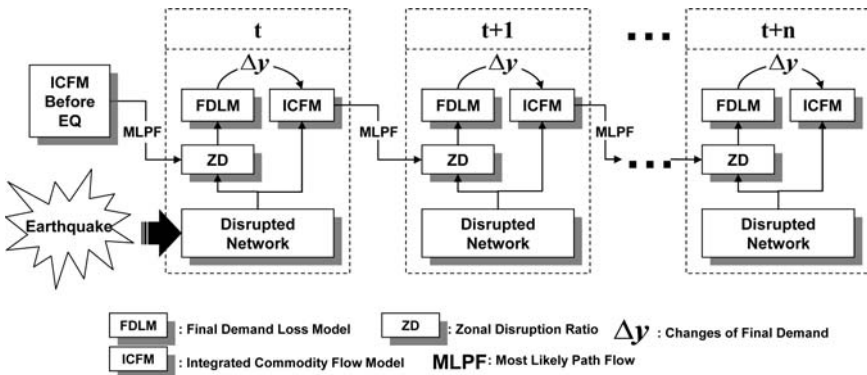 t
t+1
t+n
Δy
Δy
Δy
ICFM
Before
EQ
FDLM
ICFM
FDLM
ICFM
FDLM
ICFM
MLPF
MLPF
MLPF
ZD
ZD
ZD
Earthquake
Disrupted
Network
Disrupted
Network
Disrupted
Network
FDLM : Final Demand Loss Model
ZD : Zonal Disruption Ratio
Δy : Changes of Final Demand
ICFM : Integrated Commodity Flow Model
MLPF: Most Likely Path Flow